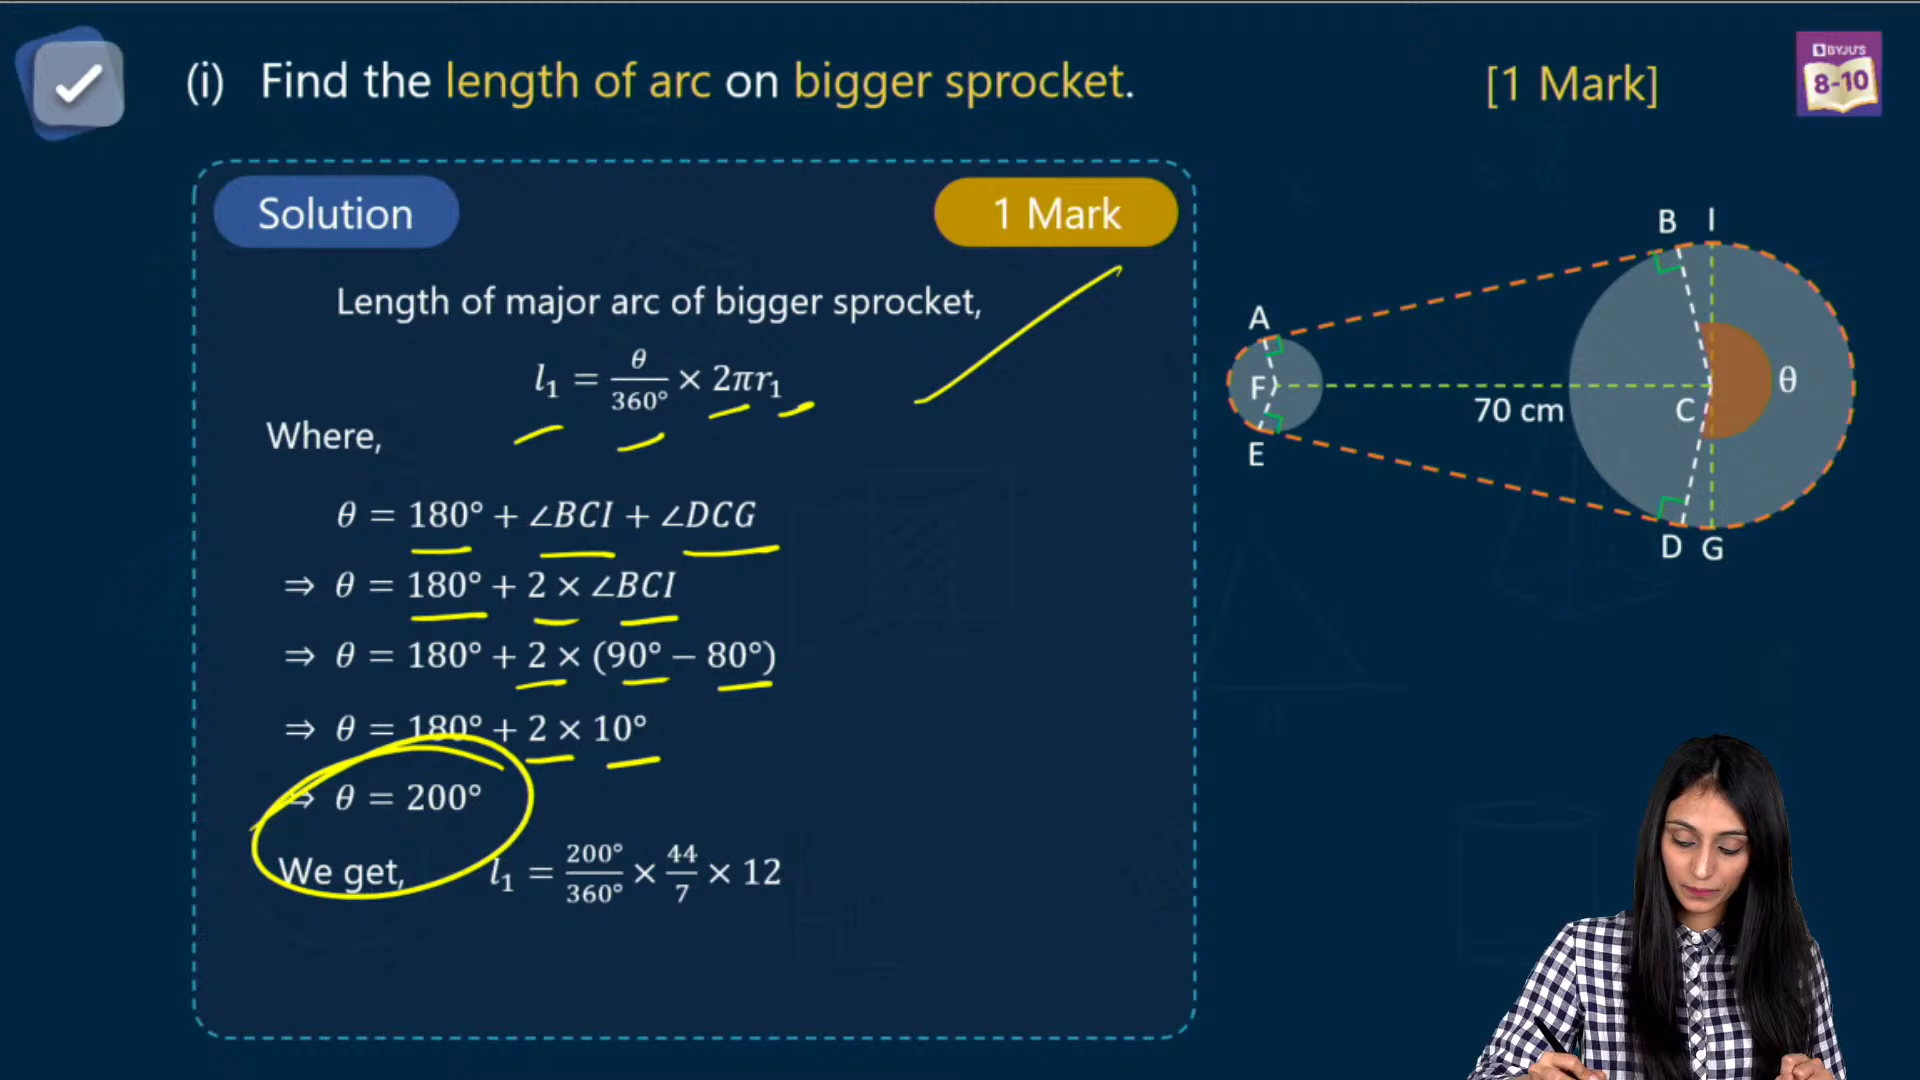 (i) Find the length of arc on bigger sprocket. [1 Mark]
BYJU'S
8-10
Solution
1 Mark
Length of major arc of bigger sprocket,
l₁ = θ/360° × 2πr₁
Where,
θ = 180° + ∠BCI + ∠DCG
⇒ θ = 180° + 2 × ∠BCI
⇒ θ = 180° + 2 × (90° − 80°)
⇒ θ = 180° + 2 × 10°
⇒ θ = 200°
We get, l₁ = 200°/360° × 44/7 × 12
B I
A
F
θ
70 cm
C
E
D G